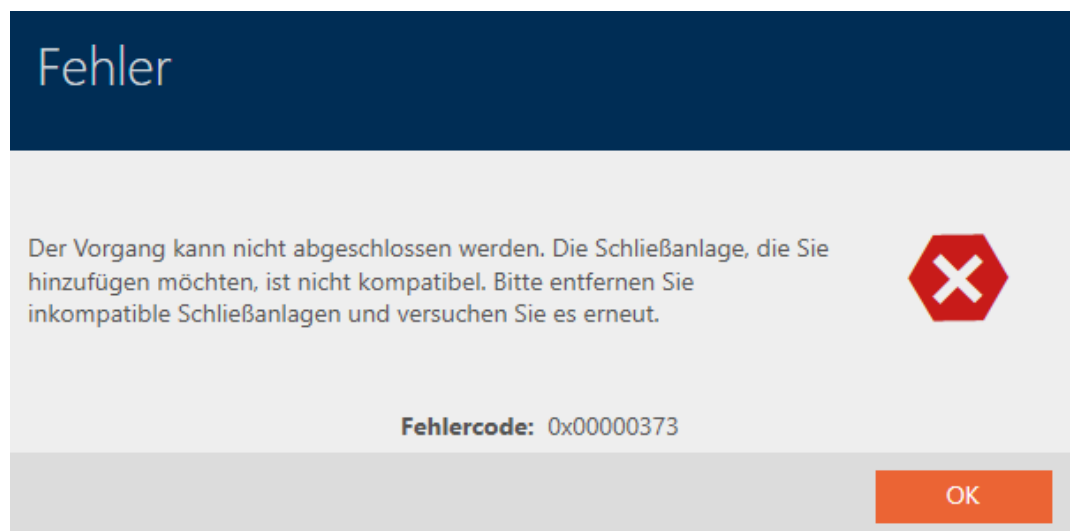 Fehler
Der Vorgang kann nicht abgeschlossen werden. Die Schließanlage, die Sie
hinzufügen möchten, ist nicht kompatibel. Bitte entfernen Sie
inkompatible Schließanlagen und versuchen Sie es erneut.
Fehlercode: 0x00000373
OK